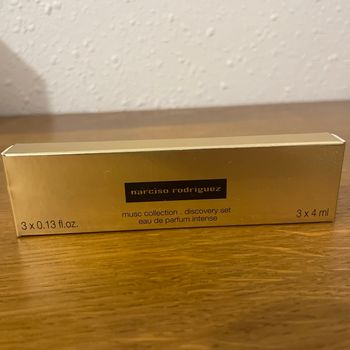 narciso rodriguez
musc collection . discovery set
eau de parfum intense
3 x 0.13 fl.oz.
3 x 4 ml